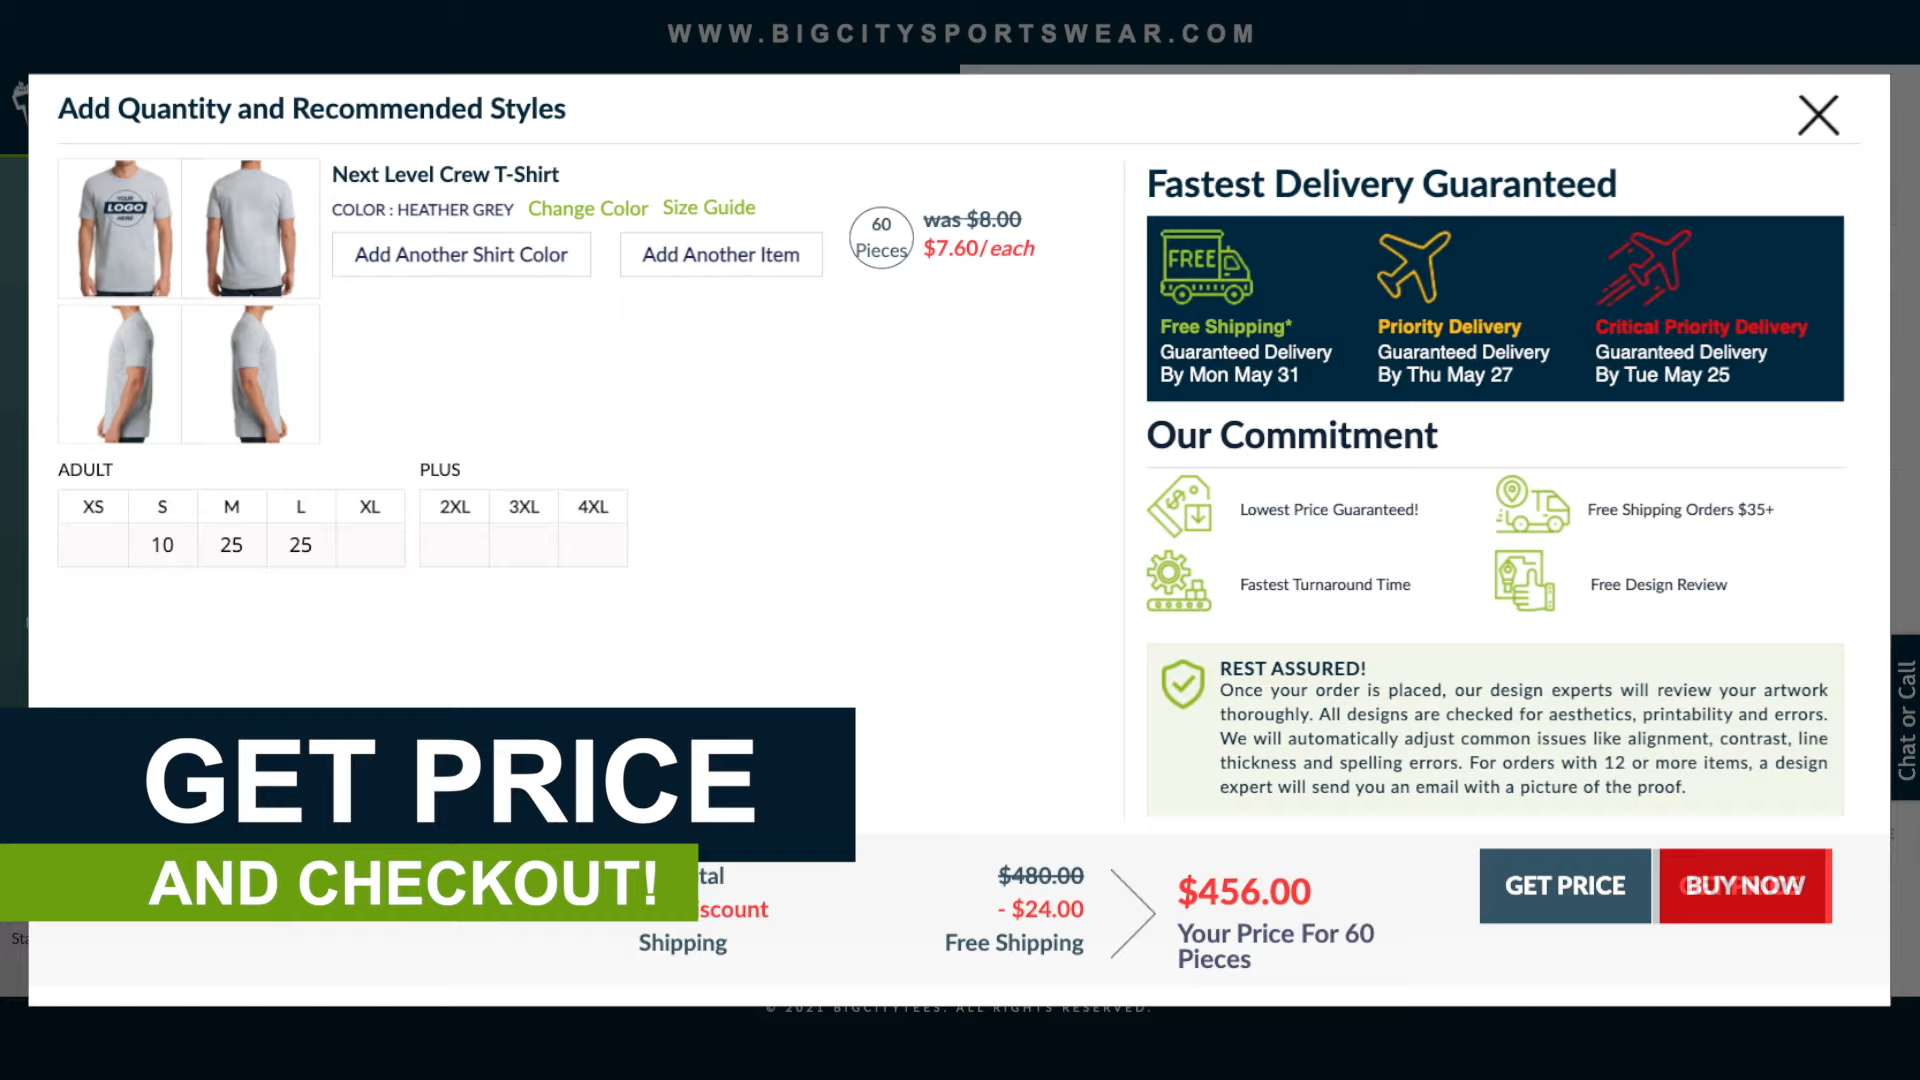 WWW.BIGCITYSPORTSWEAR.COM
Add Quantity and Recommended Styles
YOUR
LOGO
HERE
Next Level Crew T-Shirt
COLOR : HEATHER GREY Change Color Size Guide
Add Another Shirt Color Add Another Item
60
Pieces
was $8.00
$7.60/each
ADULT
XS S M L XL
10 25 25
PLUS
2XL 3XL 4XL
Fastest Delivery Guaranteed
FREE
Free Shipping*
Guaranteed Delivery
By Mon May 31
Priority Delivery
Guaranteed Delivery
By Thu May 27
Critical Priority Delivery
Guaranteed Delivery
By Tue May 25
Our Commitment
Lowest Price Guaranteed!
Free Shipping Orders $35+
Fastest Turnaround Time
Free Design Review
REST ASSURED!
Once your order is placed, our design experts will review your artwork
thoroughly. All designs are checked for aesthetics, printability and errors.
We will automatically adjust common issues like alignment, contrast, line
thickness and spelling errors. For orders with 12 or more items, a design
expert will send you an email with a picture of the proof.
Chat or Call
GET PRICE
AND CHECKOUT!
tal $480.00
scount - $24.00
Shipping Free Shipping
$456.00
Your Price For 60
Pieces
GET PRICE
BUY NOW
Sta
© 2021 BIGCITYTEES. ALL RIGHTS RESERVED.